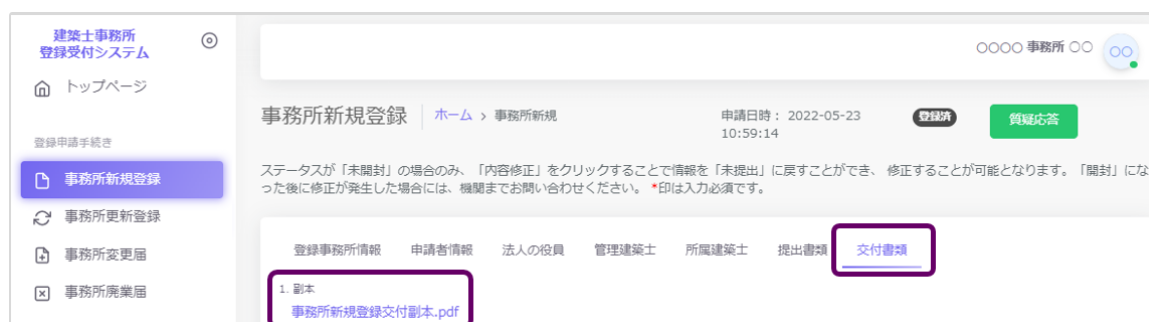 建築士事務所
登録受付システム
トップページ
登録申請手続き
事務所新規登録
事務所更新登録
事務所変更届
事務所廃業届
○○○○ 事務所 ○○
○○
事務所新規登録
ホーム > 事務所新規
申請日時： 2022-05-23
10:59:14
登録済
質疑応答
ステータスが「未開封」の場合のみ、「内容修正」をクリックすることで情報を「未提出」に戻すことができ、 修正することが可能となります。「開封」にな
った後に修正が発生した場合には、機関までお問い合わせください。 *印は入力必須です。
登録事務所情報 申請者情報 法人の役員 管理建築士 所属建築士 提出書類 交付書類
1. 副本
事務所新規登録交付副本.pdf